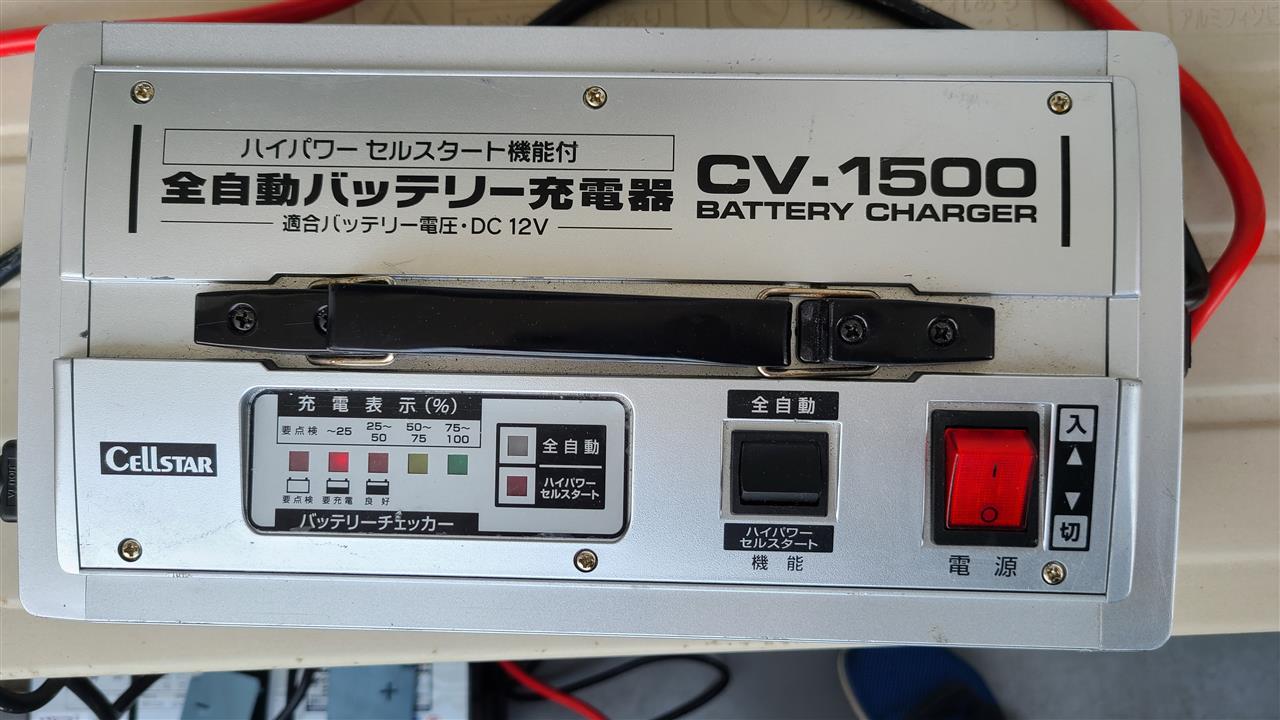 ハイパワー セルスタート機能付
全自動バッテリー充電器
適合バッテリー電圧・DC 12V
CV-1500
BATTERY CHARGER
CELLSTAR
充電表示(%)
要点検 ~25 25~50 50~75 75~100
要点検 要充電 良好
バッテリーチェッカー
全自動
ハイパワー
セルスタート
全自動
ハイパワー
セルスタート
機能
入
切
電源
+